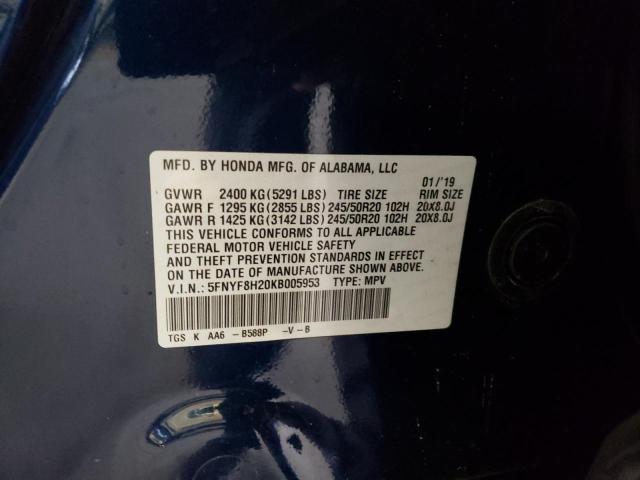 MFD. BY HONDA MFG. OF ALABAMA, LLC
01/'19
GVWR 2400 KG(5291 LBS) TIRE SIZE RIM SIZE
GAWR F 1295 KG(2855 LBS)245/50R20 102H 20X8.0J
GAWR R 1425 KG(3142 LBS)245/50R20 102H 20X8.0J
THIS VEHICLE CONFORMS TO ALL APPLICABLE
FEDERAL MOTOR VEHICLE SAFETY
AND THEFT PREVENTION STANDARDS IN EFFECT
ON THE DATE OF MANUFACTURE SHOWN ABOVE.
V.I.N.: 5FNYF8H20KB005953 TYPE: MPV
TGS K AA6 -B588P -V-B